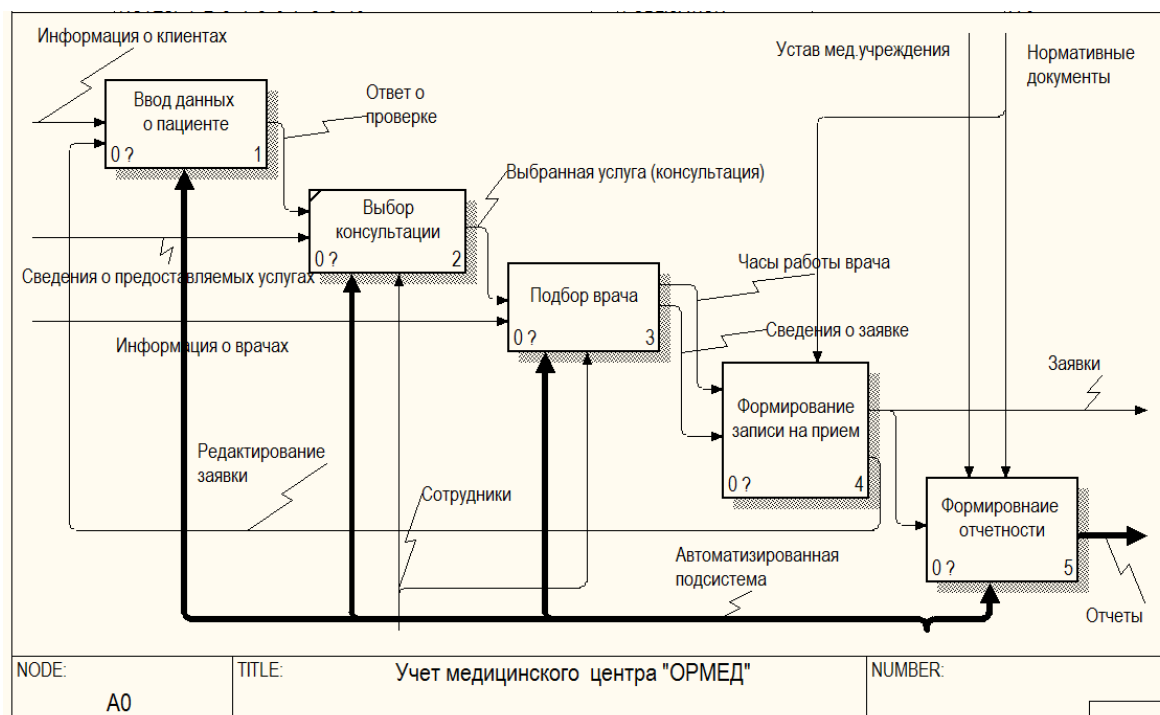 Информация о клиентах
Устав мед.учреждения
Нормативные
документы
Ввод данных
о пациенте
0 ?
1
Ответ о
проверке
Выбранная услуга (консультация)
Выбор
консультации
0 ?
2
Сведения о предоставляемых услугах
Часы работы врача
Подбор врача
0 ?
3
Информация о врачах
Сведения о заявке
Заявки
Формирование
записи на прием
0 ?
4
Редактирование
заявки
Сотрудники
Формировнаие
отчетности
0 ?
5
Автоматизированная
подсистема
Отчеты
NODE:
TITLE:
Учет медицинского центра "ОРМЕД"
NUMBER:
A0